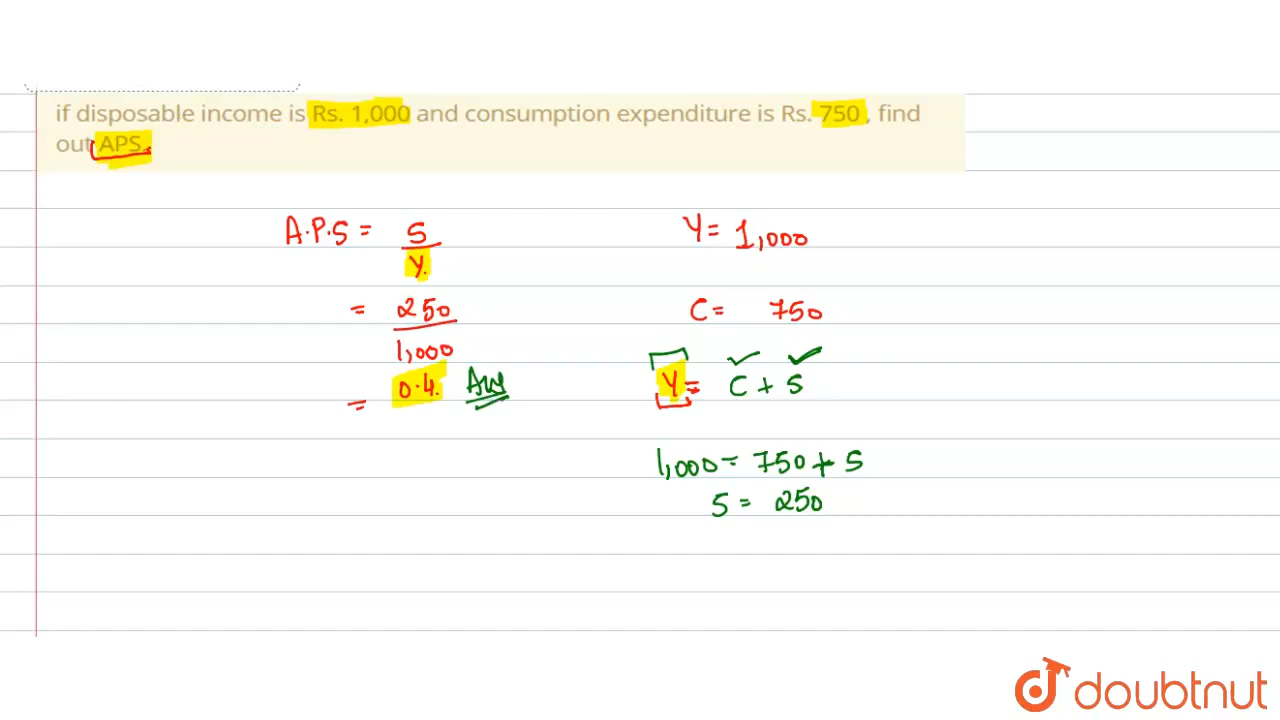 if disposable income is Rs. 1,000 and consumption expenditure is Rs. 750 , find
out APS.
A.P.S = S/Y.
= 250/1,000
= 0.4. Ans
Y = 1,000
C = 750
Y = C + S
1,000 = 750 + S
S = 250
doubtnut